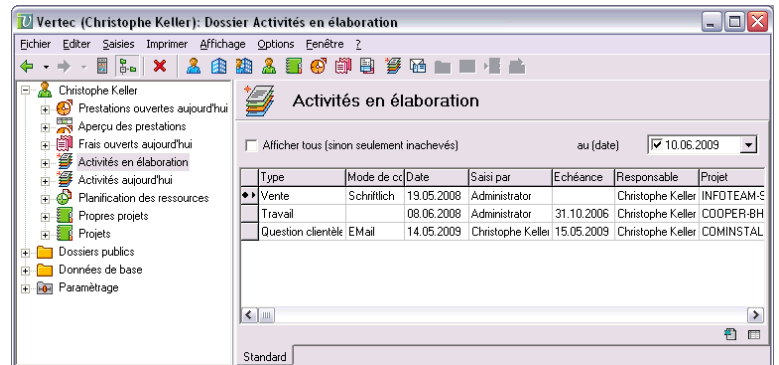 Vertec (Christophe Keller): Dossier Activités en élaboration
Fichier Editer Saisies Imprimer Affichage Options Fenêtre ?
Christophe Keller
Prestations ouvertes aujourd'hui
Aperçu des prestations
Frais ouverts aujourd'hui
Activités en élaboration
Activités aujourd'hui
Planification des ressources
Propres projets
Projets
Dossiers publics
Données de base
Paramètrage
Activités en élaboration
Afficher tous (sinon seulement inachevés) au (date) 10.06.2009
Type Mode de co Date Saisi par Echéance Responsable Projet
Vente Schriftlich 19.05.2008 Administrator Christophe Keller INFOTEAM-S
Travail 08.06.2008 Administrator 31.10.2006 Christophe Keller COOPER-BH
Question clientèle EMail 14.05.2009 Christophe Keller 15.05.2009 Christophe Keller COMINSTAL
Standard